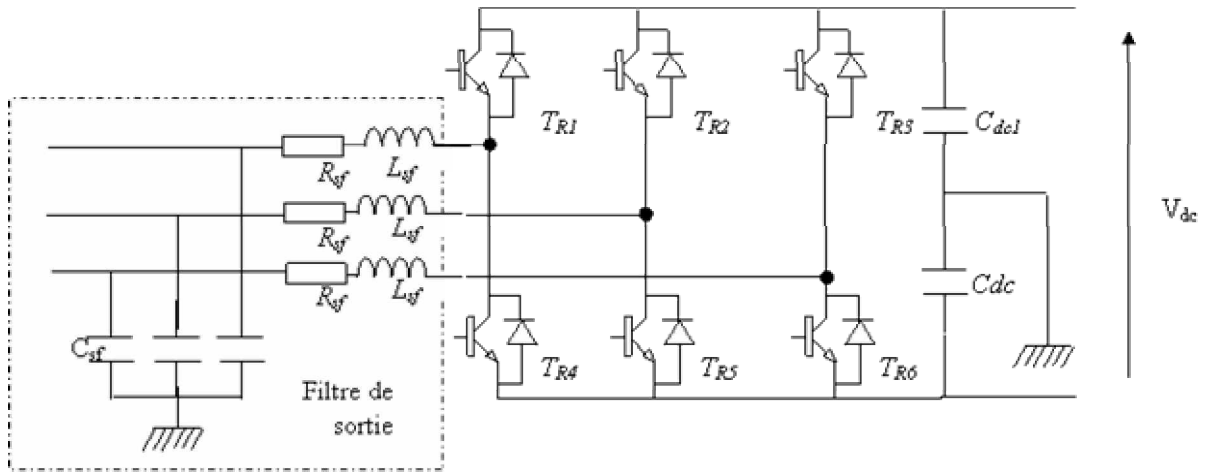 T_R1
T_R2
T_R3
C_dc1
R_sf
L_sf
V_dc
R_sf
L_sf
R_sf
L_sf
Cdc
C_sf
T_R4
T_R5
T_R6
Filtre de
sortie